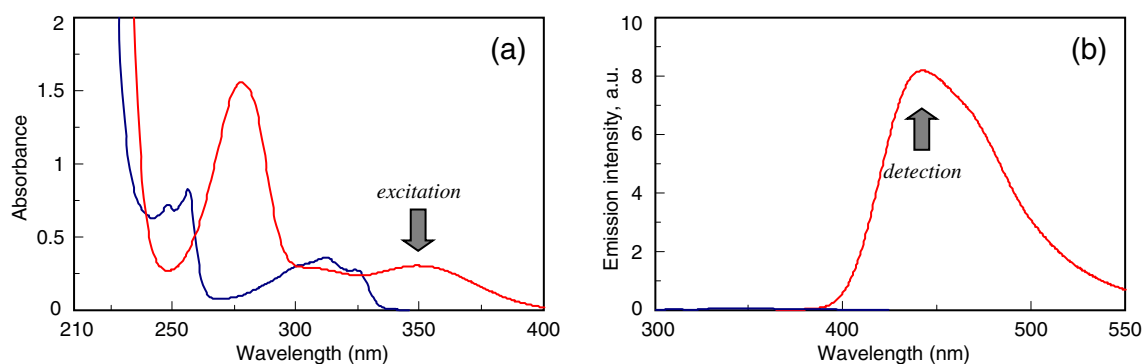 (a)
2
1.5
1
0.5
0
Absorbance
excitation
210
250
300
350
400
Wavelength (nm)
(b)
10
8
6
4
2
0
Emission intensity, a.u.
detection
300
400
500
550
Wavelength (nm)